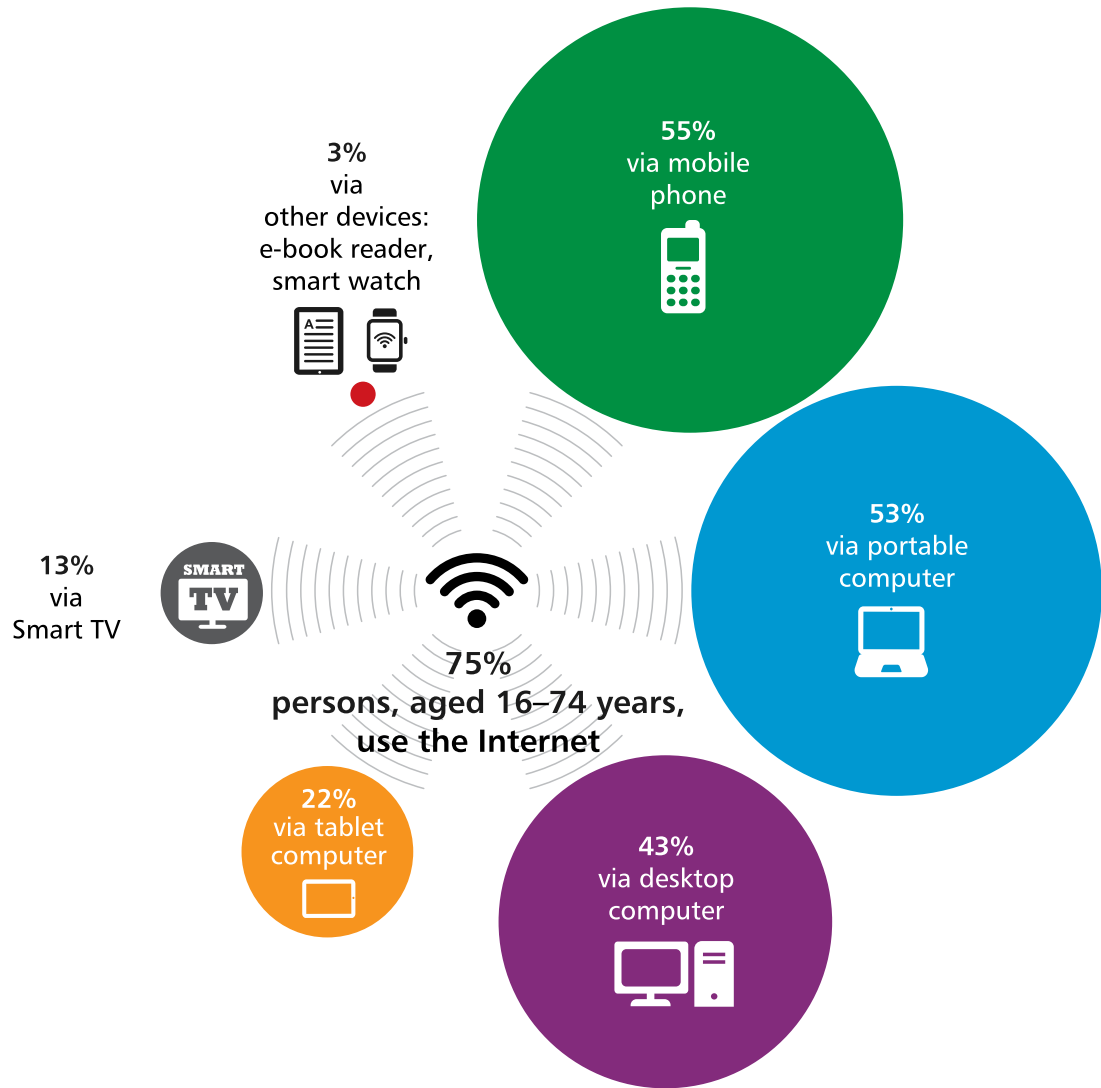 55%
via mobile
phone
3%
via
other devices:
e-book reader,
smart watch
A
53%
via portable
computer
13%
via
Smart TV
SMART
TV
75%
persons, aged 16–74 years,
use the Internet
22%
via tablet
computer
43%
via desktop
computer